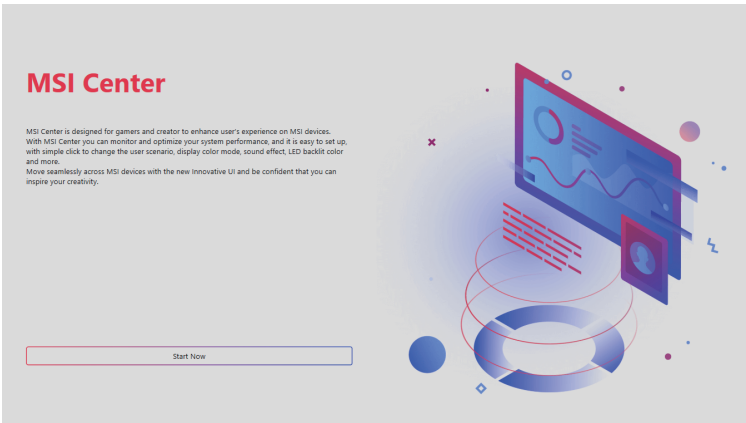 MSI Center
MSI Center is designed for gamers and creator to enhance user's experience on MSI devices.
With MSI Center you can monitor and optimize your system performance, and it is easy to set up,
with simple click to change the user scenario, display color mode, sound effect, LED backlit color
and more.
Move seamlessly across MSI devices with the new Innovative UI and be confident that you can
inspire your creativity.
Start Now